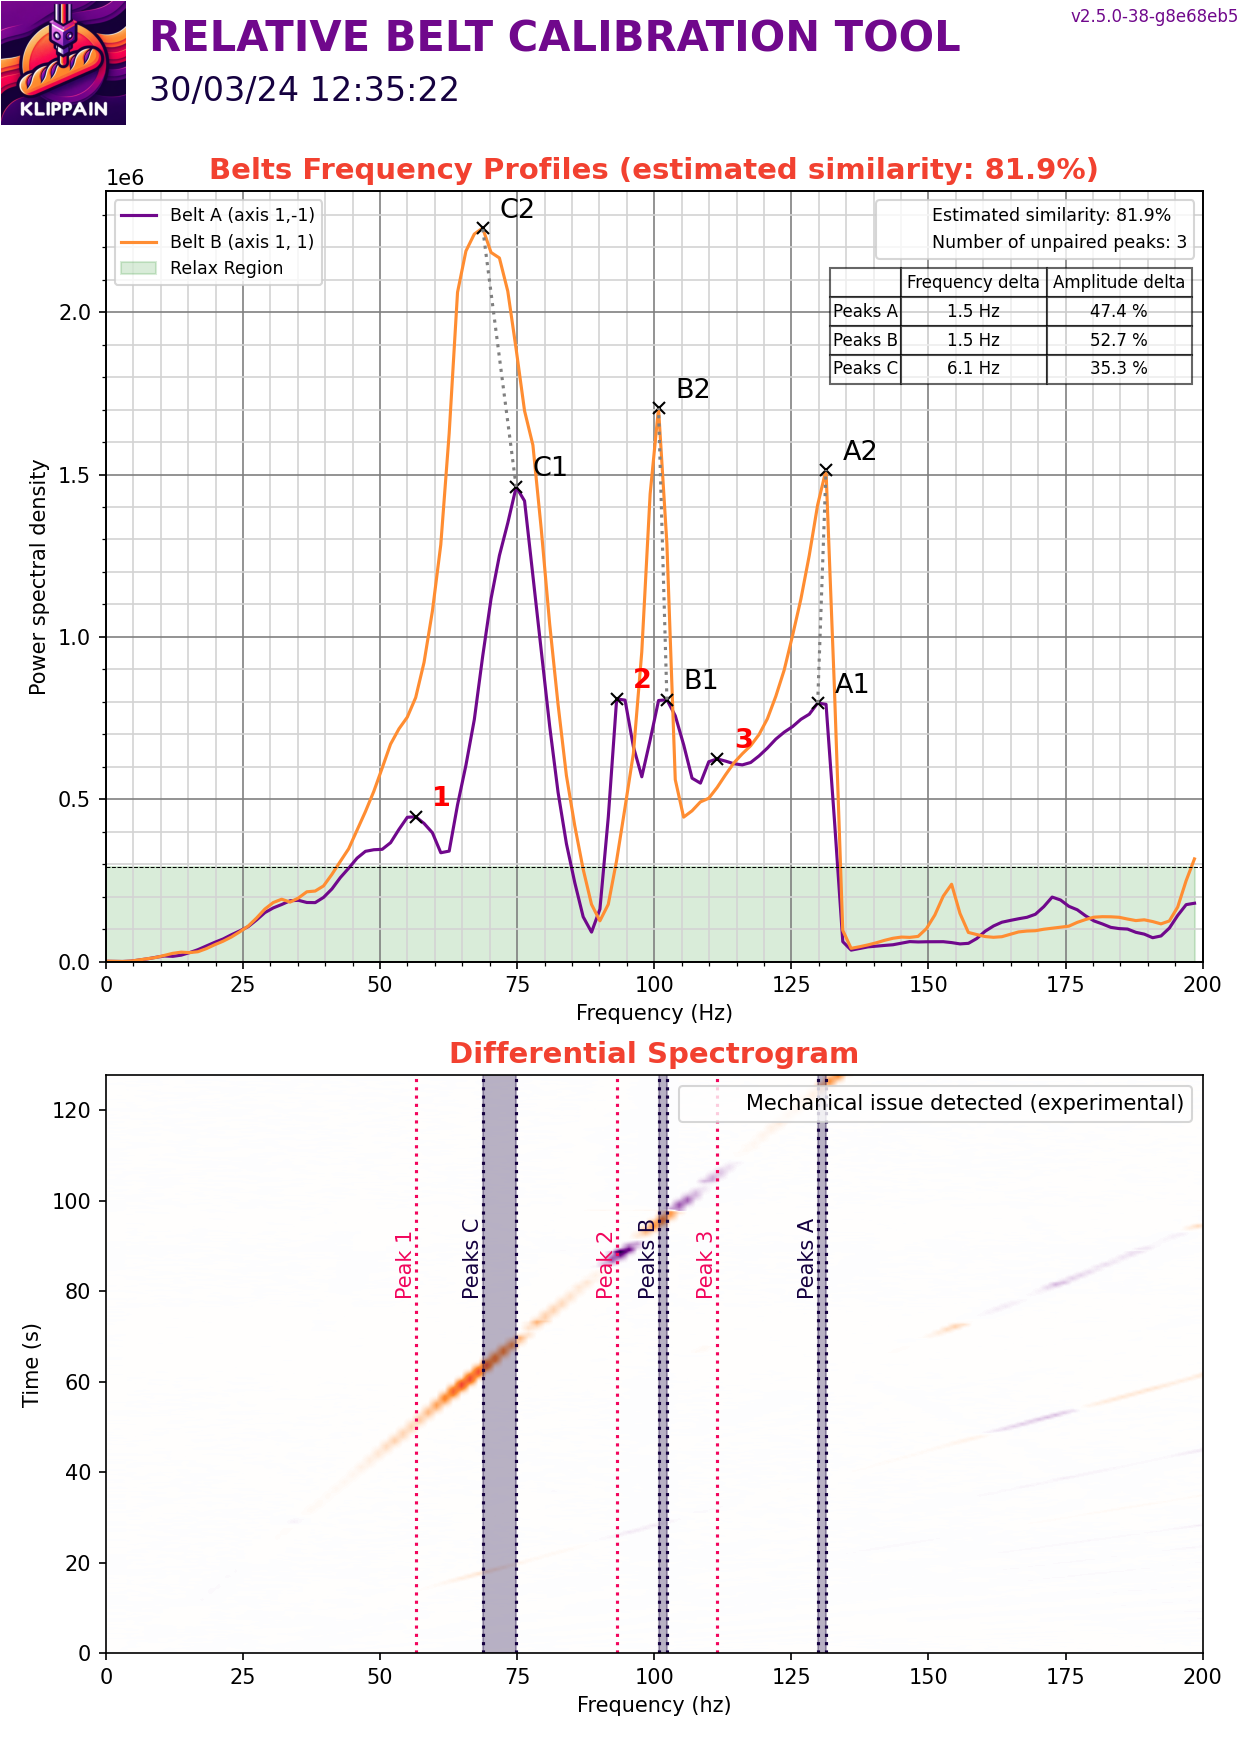 v2.5.0-38-g8e68eb5
KLIPPAIN
RELATIVE BELT CALIBRATION TOOL
30/03/24 12:35:22
Belts Frequency Profiles (estimated similarity: 81.9%)
1e6
Belt A (axis 1,-1)
Belt B (axis 1, 1)
Relax Region
Estimated similarity: 81.9%
Number of unpaired peaks: 3
Frequency delta Amplitude delta
Peaks A 1.5 Hz 47.4 %
Peaks B 1.5 Hz 52.7 %
Peaks C 6.1 Hz 35.3 %
C2
B2
A2
C1
2
B1
A1
3
1
Power spectral density
2.0
1.5
1.0
0.5
0.0
0 25 50 75 100 125 150 175 200
Frequency (Hz)
Differential Spectrogram
Mechanical issue detected (experimental)
Peak 1
Peaks C
Peak 2
Peaks B
Peak 3
Peaks A
Time (s)
120
100
80
60
40
20
0
0 25 50 75 100 125 150 175 200
Frequency (hz)